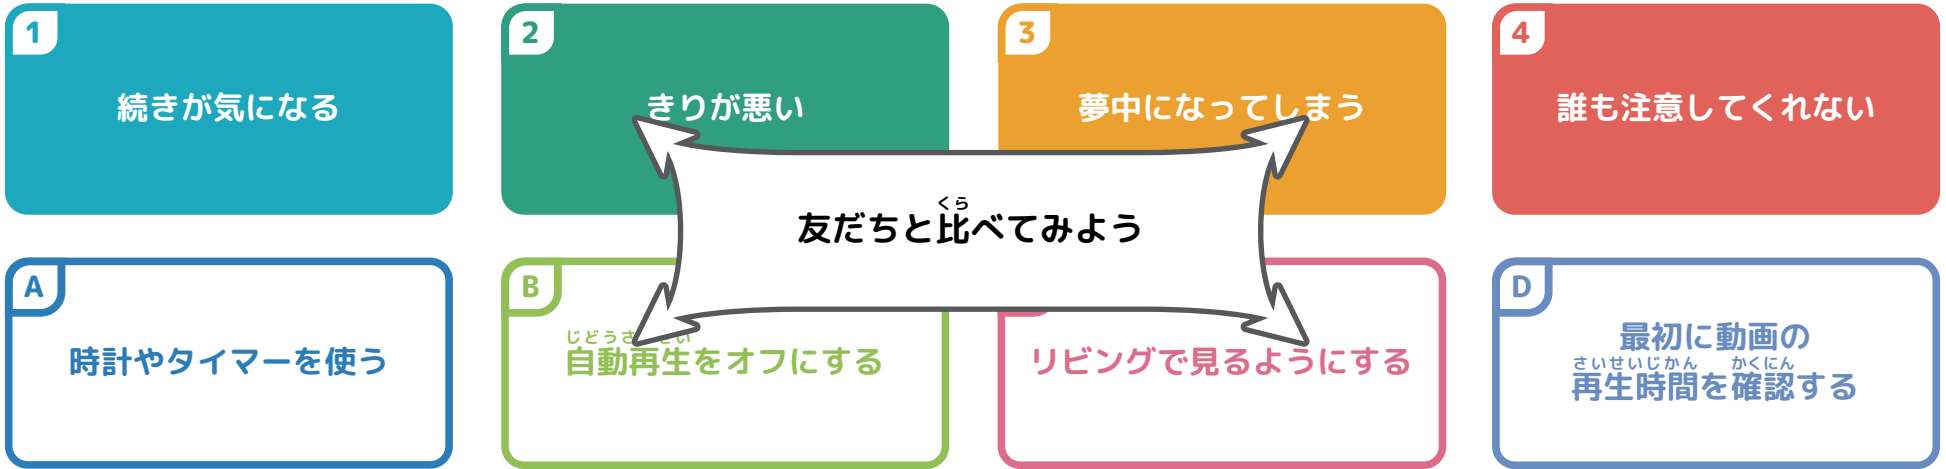 1
続きが気になる
2
きりが悪い
3
夢中になってしまう
4
誰も注意してくれない
くら
友だちと比べてみよう
A
時計やタイマーを使う
B
自動再生をオフにする
リビングで見るようにする
D
最初に動画の
さいせいじかん かくにん
再生時間を確認する